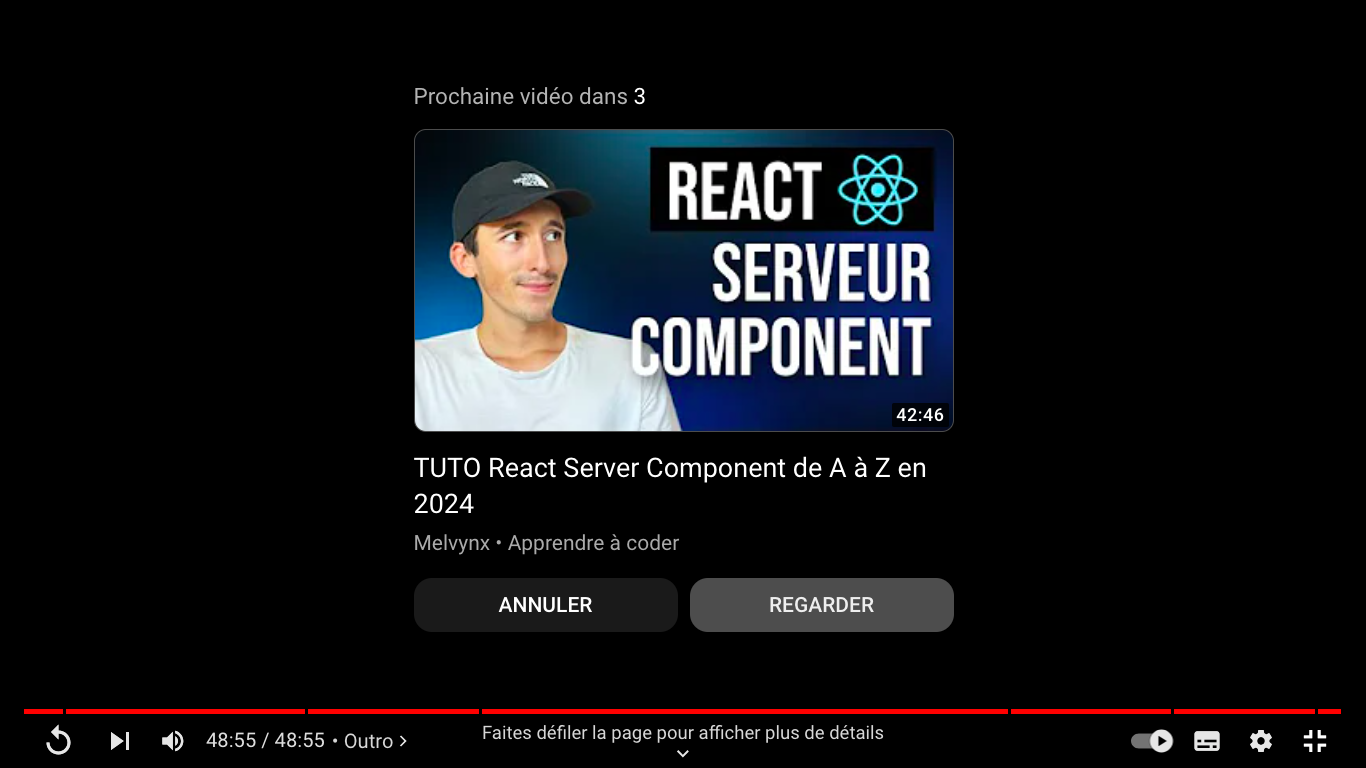 Prochaine vidéo dans 3
REACT
SERVEUR
COMPONENT
42:46
TUTO React Server Component de A à Z en
2024
Melvynx • Apprendre à coder
ANNULER
REGARDER
48:55 / 48:55 • Outro
Faites défiler la page pour afficher plus de détails